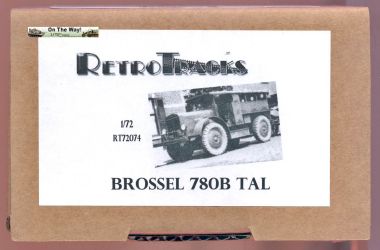 On The Way!
RETROTRACKS
1/72
RT72074
BROSSEL 780B TAL